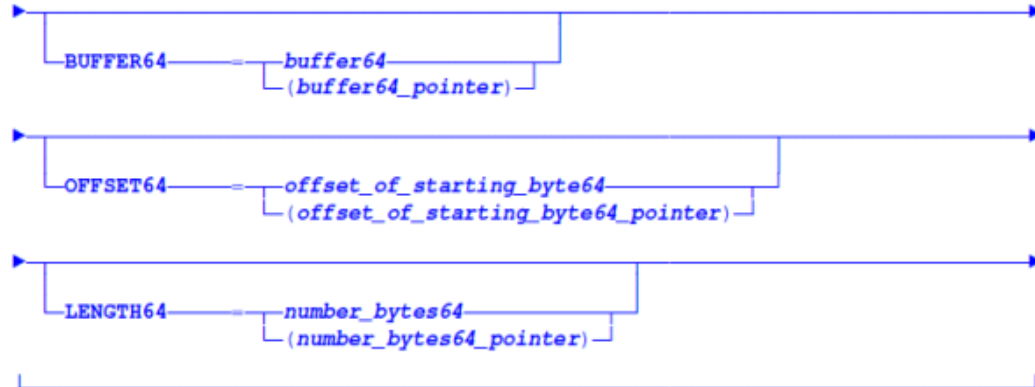 BUFFER64 = buffer64
(buffer64_pointer)
OFFSET64 = offset_of_starting_byte64
(offset_of_starting_byte64_pointer)
LENGTH64 = number_bytes64
(number_bytes64_pointer)